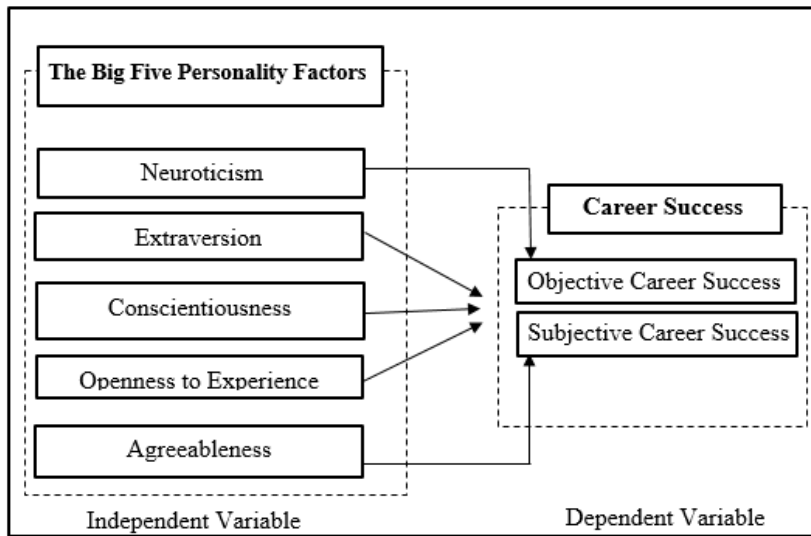 The Big Five Personality Factors
Neuroticism
Extraversion
Conscientiousness
Openness to Experience
Agreeableness
Independent Variable
Career Success
Objective Career Success
Subjective Career Success
Dependent Variable